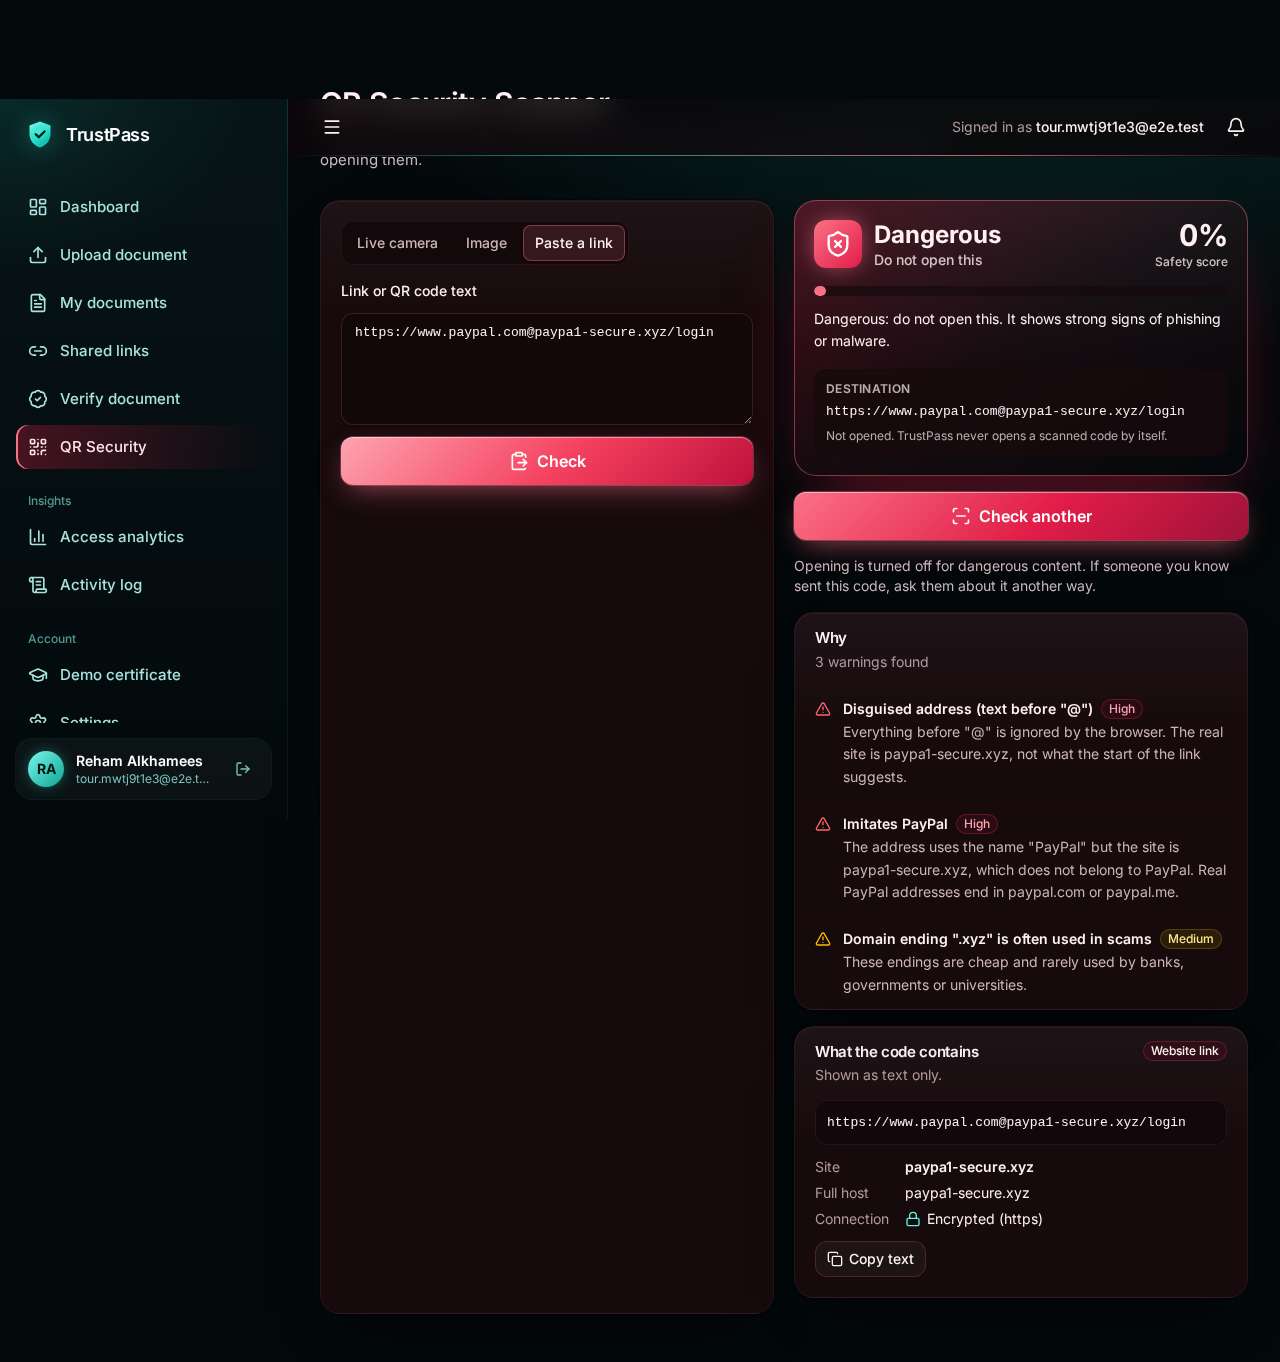 QR Security Scanner
TrustPass
Signed in as tour.mwtj9t1e3@e2e.test
opening them.
Dashboard
Upload document
My documents
Shared links
Verify document
QR Security
Insights
Access analytics
Activity log
Account
Demo certificate
Settings
RA
Reham Alkhamees
tour.mwtj9t1e3@e2e.t...
Live camera
Image
Paste a link
Link or QR code text
https://www.paypal.com@paypa1-secure.xyz/login
Check
Dangerous
Do not open this
0%
Safety score
Dangerous: do not open this. It shows strong signs of phishing
or malware.
DESTINATION
https://www.paypal.com@paypa1-secure.xyz/login
Not opened. TrustPass never opens a scanned code by itself.
Check another
Opening is turned off for dangerous content. If someone you know
sent this code, ask them about it another way.
Why
3 warnings found
Disguised address (text before "@") High
Everything before "@" is ignored by the browser. The real
site is paypa1-secure.xyz, not what the start of the link
suggests.
Imitates PayPal High
The address uses the name "PayPal" but the site is
paypa1-secure.xyz, which does not belong to PayPal. Real
PayPal addresses end in paypal.com or paypal.me.
Domain ending ".xyz" is often used in scams Medium
These endings are cheap and rarely used by banks,
governments or universities.
What the code contains
Website link
Shown as text only.
https://www.paypal.com@paypa1-secure.xyz/login
Site paypa1-secure.xyz
Full host paypa1-secure.xyz
Connection Encrypted (https)
Copy text